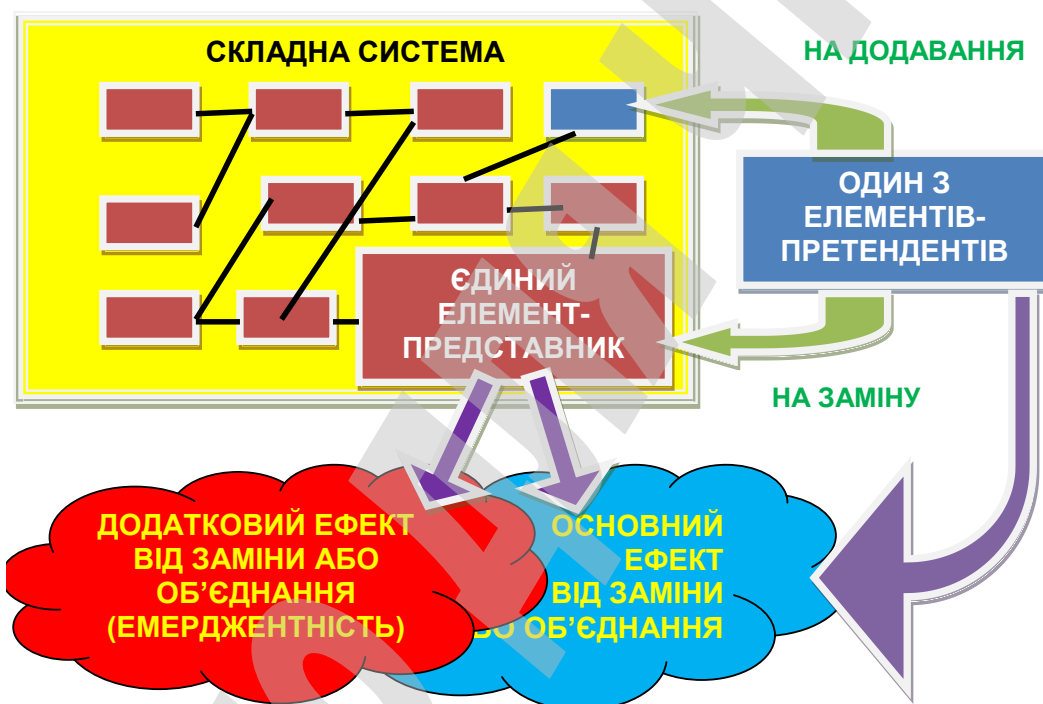 СКЛАДНА СИСТЕМА
НА ДОДАВАННЯ
ОДИН З
ЕЛЕМЕНТІВ-
ПРЕТЕНДЕНТІВ
ЄДИНИЙ
ЕЛЕМЕНТ-
ПРЕДСТАВНИК
НА ЗАМІНУ
ДОДАТКОВИЙ ЕФЕКТ
ВІД ЗАМІНИ АБО
ОБ’ЄДНАННЯ
(ЕМЕРДЖЕНТНІСТЬ)
ОСНОВНИЙ
ЕФЕКТ
ВІД ЗАМІНИ
БО ОБ’ЄДНАННЯ